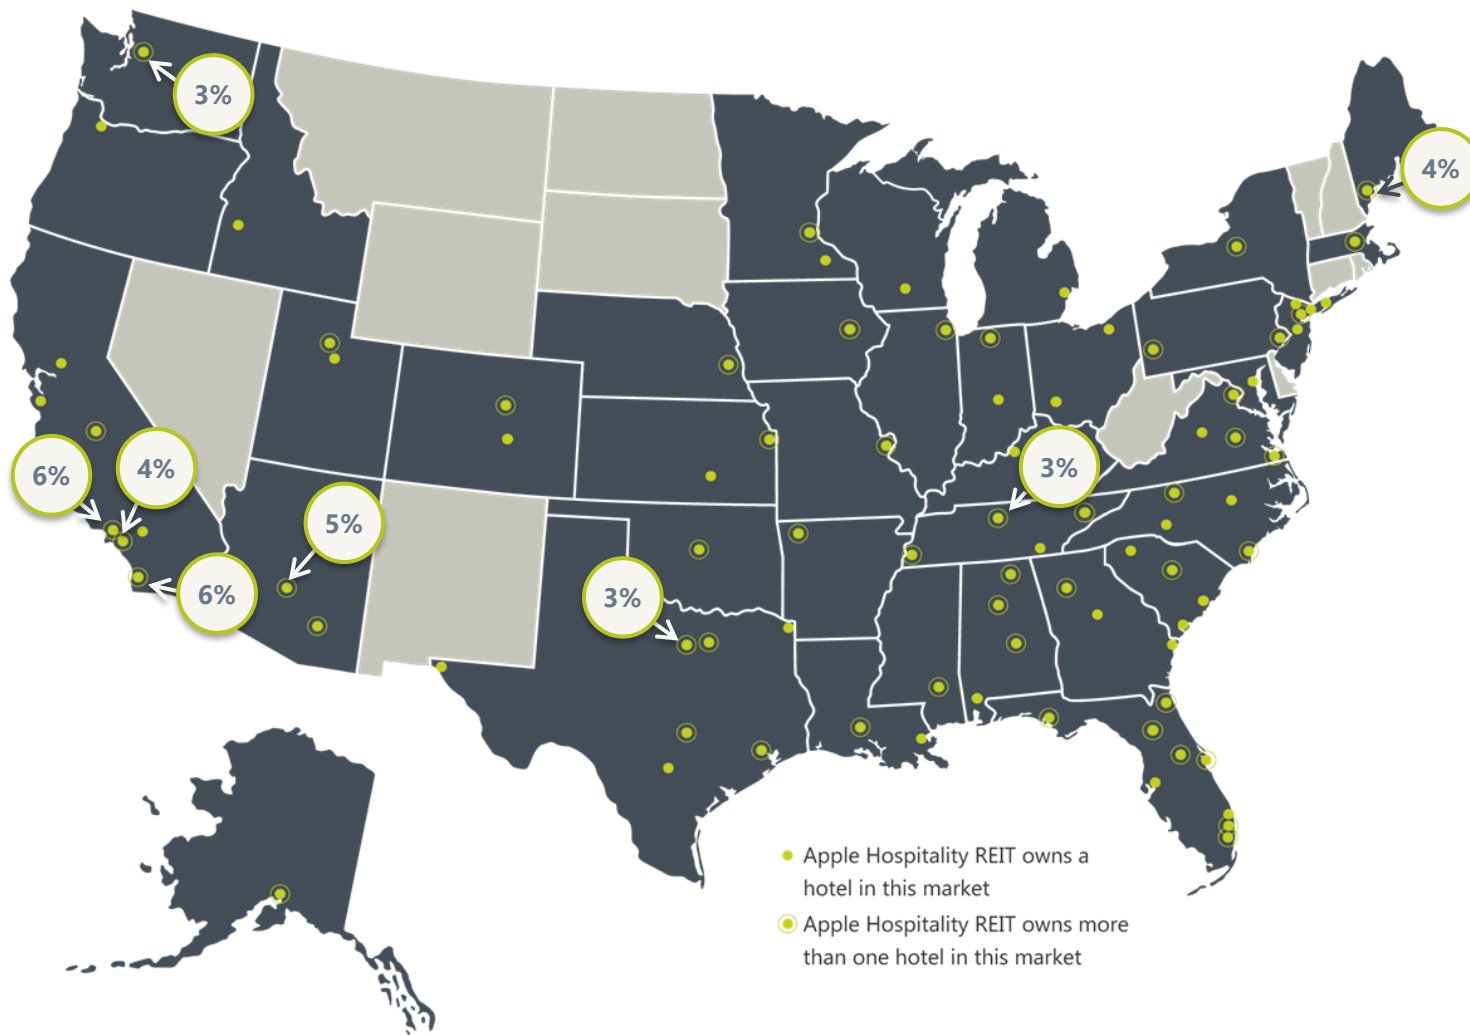 3%
4%
6%
4%
3%
5%
6%
3%
Apple Hospitality REIT owns a
hotel in this market
Apple Hospitality REIT owns more
than one hotel in this market